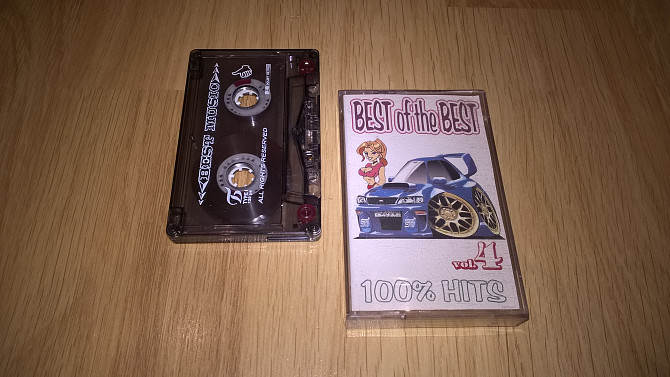 BEST MUSIC
ALL RIGHTS RESERVED
BEST of the BEST
vol.4
100% HITS